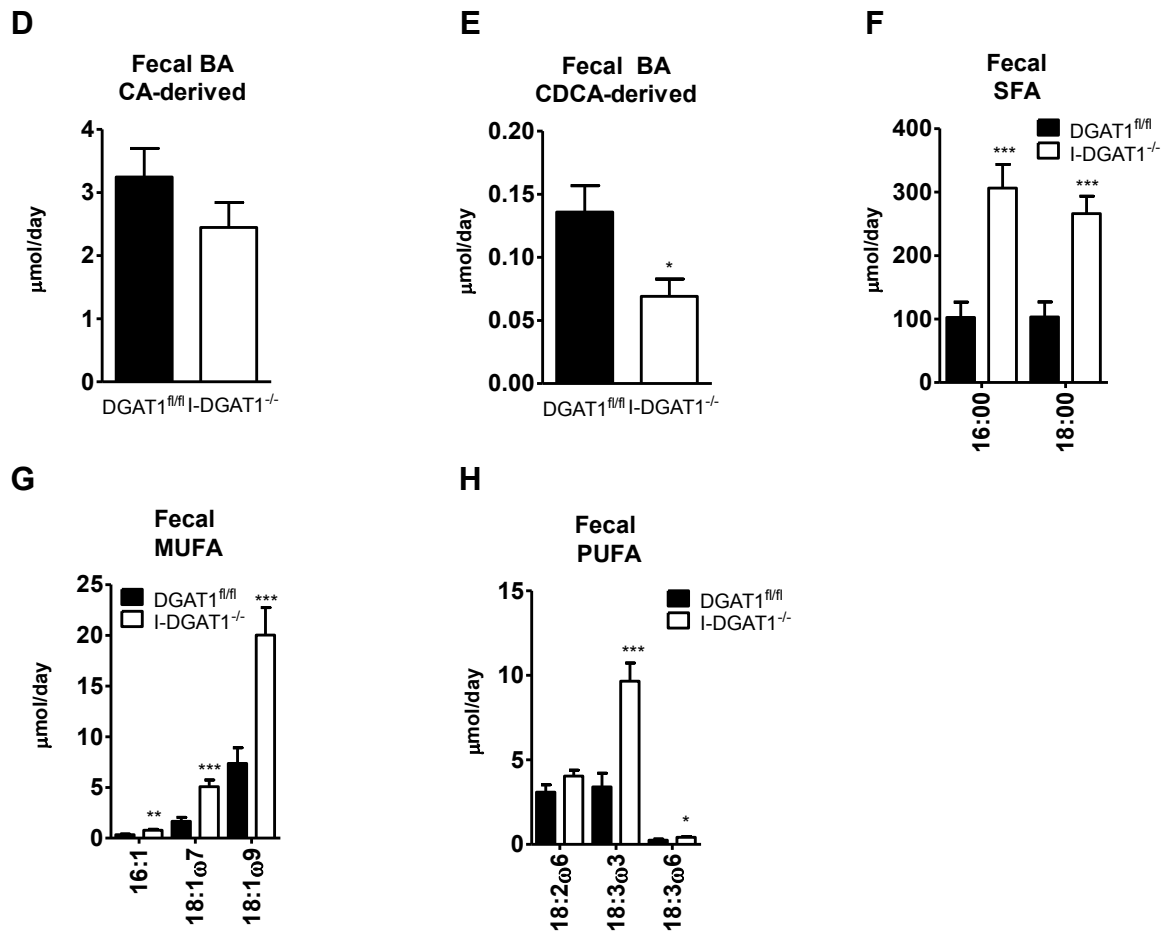 D
Fecal BA
CA-derived
μmol/day
4
3
2
1
0
DGAT1fl/fl I-DGAT1-/-
E
Fecal BA
CDCA-derived
μmol/day
0.20
0.15
0.10
0.05
0.00
*
DGAT1fl/fl I-DGAT1-/-
F
Fecal
SFA
μmol/day
400
300
200
100
0
DGAT1fl/fl
I-DGAT1-/-
***
***
16:00
18:00
G
Fecal
MUFA
μmol/day
25
20
15
10
5
0
DGAT1fl/fl
I-DGAT1-/-
**
***
***
16:1
18:1ω7
18:1ω9
H
Fecal
PUFA
μmol/day
15
10
5
0
DGAT1fl/fl
I-DGAT1-/-
***
*
18:2ω6
18:3ω3
18:3ω6